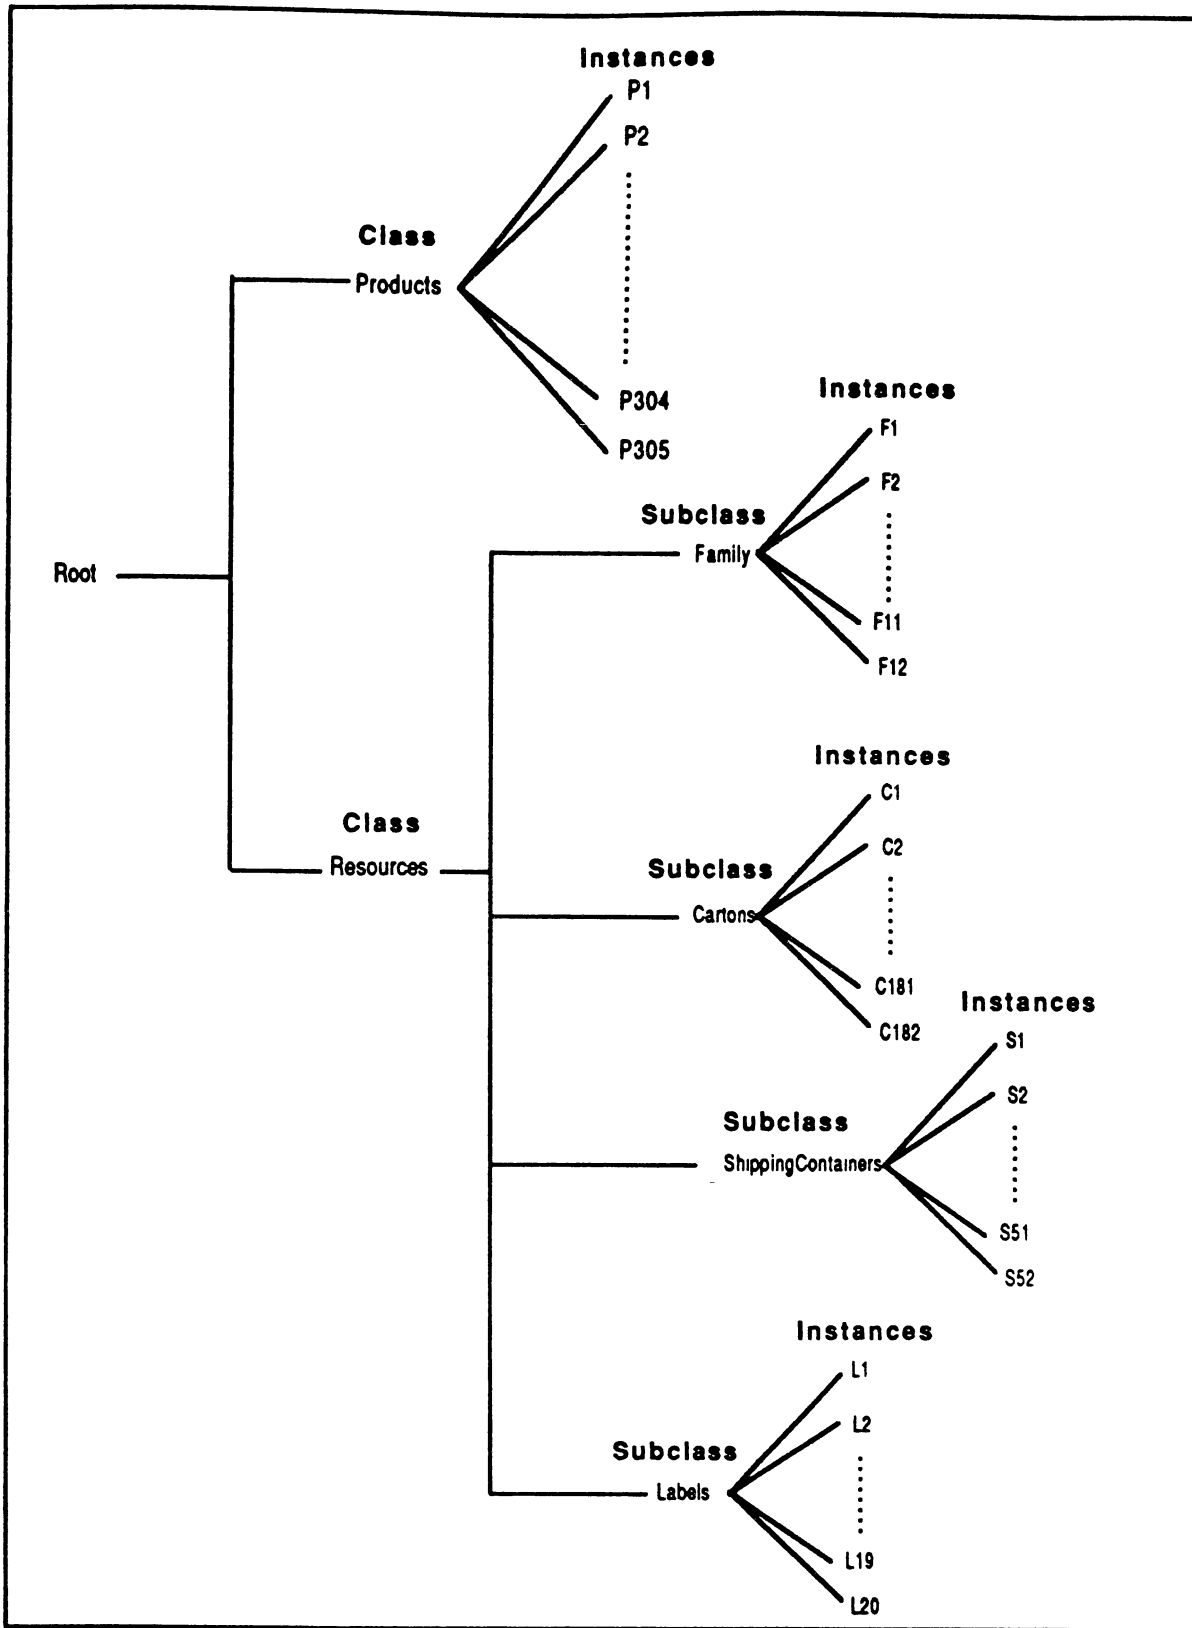 Instances
P1
P2
Class
Products
P304
P305
Instances
F1
F2
Subclass
Family
F11
F12
Root
Instances
C1
C2
Class
Resources
Subclass
Cartons
C181
C182
Instances
S1
S2
Subclass
ShippingContainers
S51
S52
Instances
L1
L2
Subclass
Labels
L19
L20